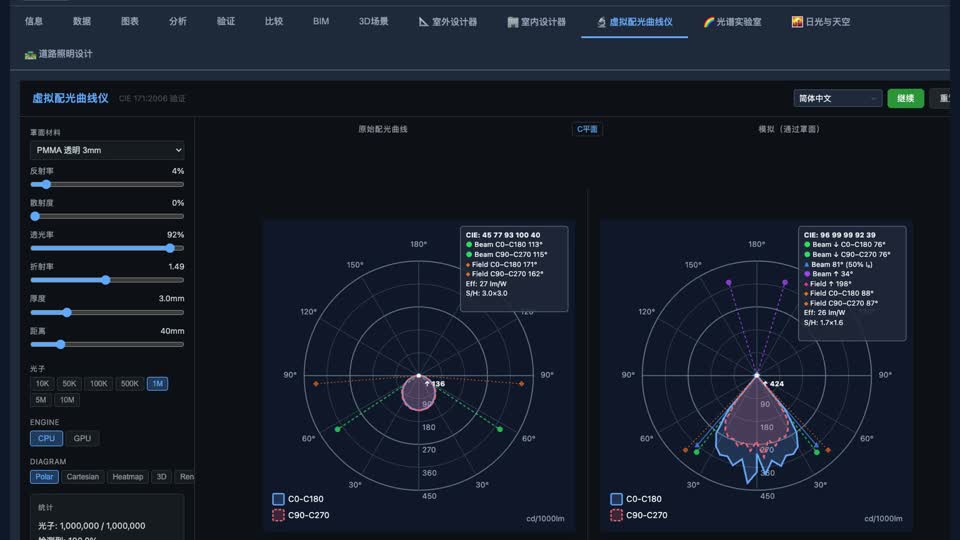 信息 数据 图表 分析 验证 比较 BIM 3D场景 室外设计器 室内设计器 虚拟配光曲线仪 光谱实验室 日光与天空
道路照明设计
虚拟配光曲线仪 CIE 171:2006 验证 简体中文 继续
罩面材料
PMMA 透明 3mm
反射率 4%
散射度 0%
透光率 92%
折射率 1.49
厚度 3.0mm
距离 40mm
光子
10K 50K 100K 500K 1M
5M 10M
ENGINE
CPU GPU
DIAGRAM
Polar Cartesian Heatmap 3D Ren
统计
光子: 1,000,000 / 1,000,000
原始配光曲线
C平面
模拟（通过罩面）
CIE: 45 77 93 100 40
Beam C0–C180 113°
Beam C90–C270 115°
Field C0–C180 171°
Field C90–C270 162°
Eff: 27 lm/W
S/H: 3.0×3.0
180°
150°
120°
120°
90°
90°
60°
60°
30°
30°
136
90
180
270
360
450
C0-C180
C90-C270
cd/1000lm
CIE: 96 99 99 92 39
Beam ↓ C0–C180 76°
Beam ↓ C90–C270 76°
Beam 81° (50% I₀)
Beam ↑ 34°
Field ↑ 196°
Field C0–C180 88°
Field C90–C270 87°
Eff: 26 lm/W
S/H: 1.7×1.6
180°
150°
120°
90°
90°
60°
60°
30°
30°
424
90
180
270
360
450
C0-C180
C90-C270
cd/1000lm